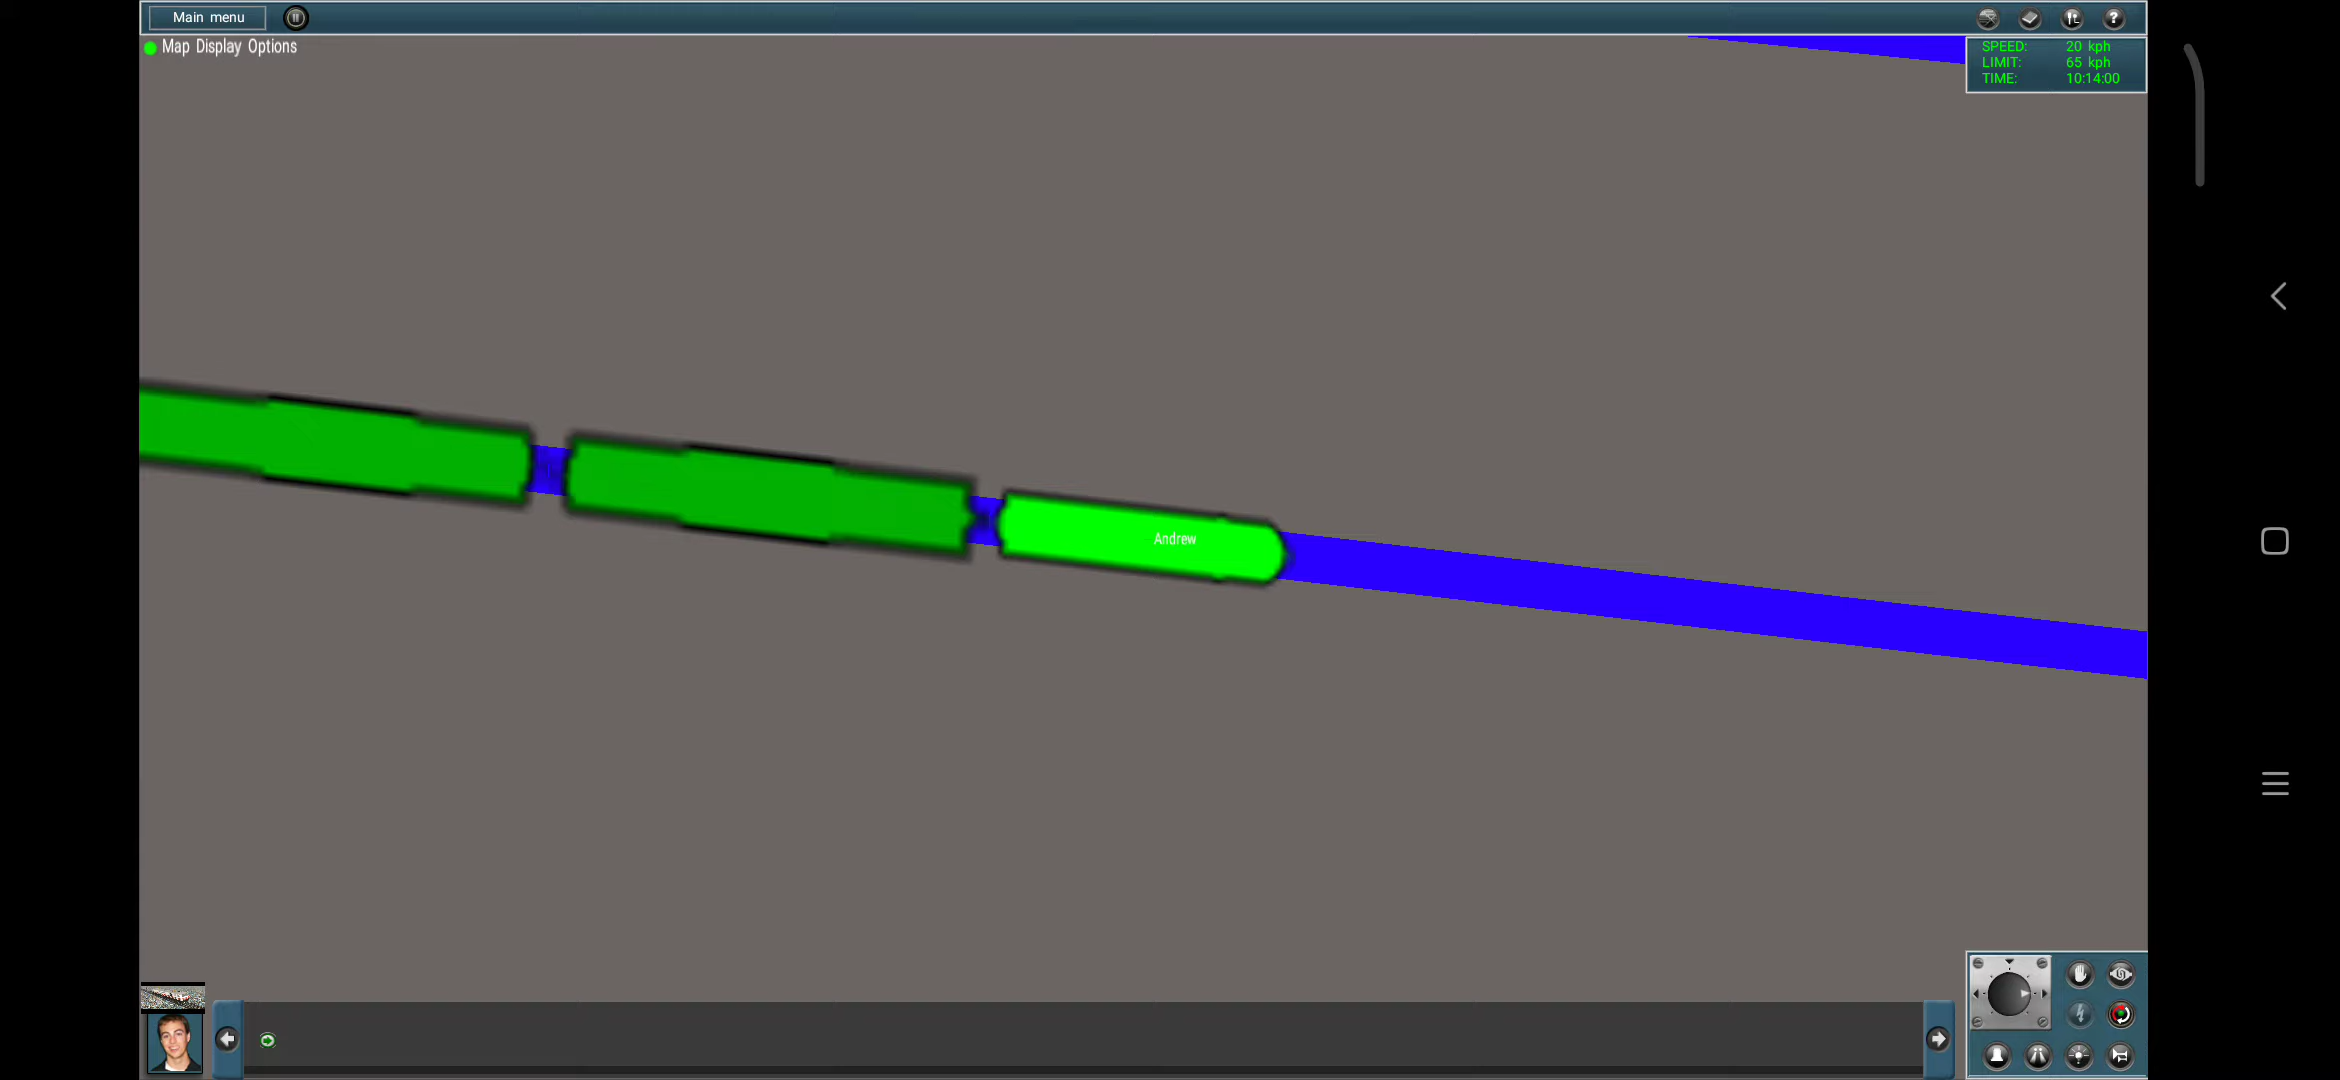 Main menu
Map Display Options
SPEED: 20 kph
LIMIT: 65 kph
TIME: 10:14:00
Andrew